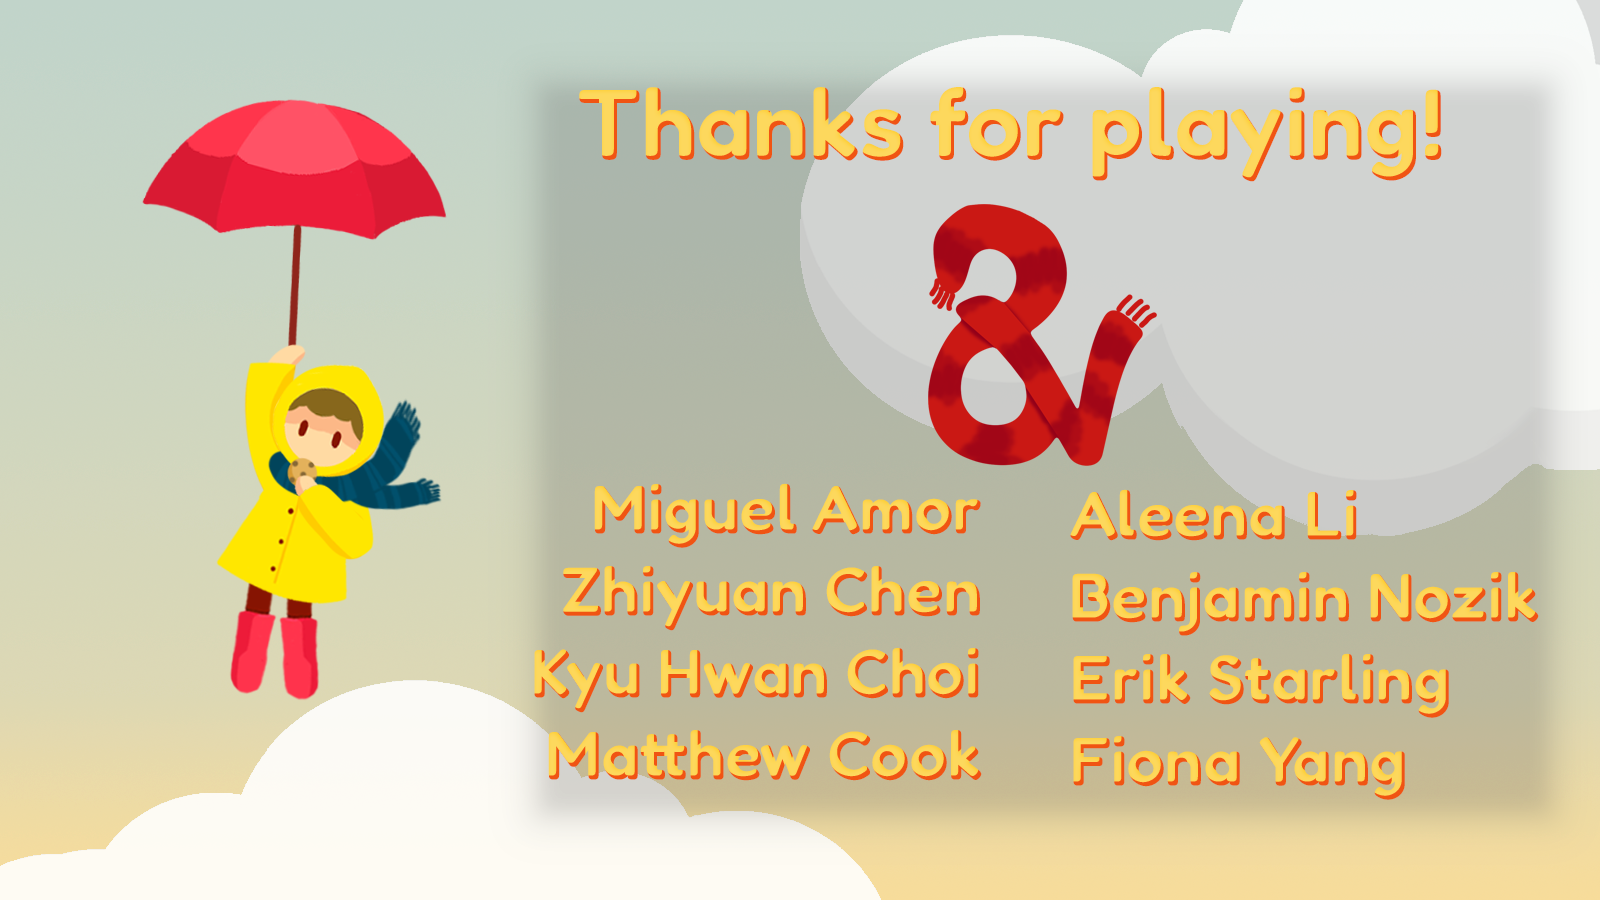 Thanks for playing!
&
Miguel Amor
Zhiyuan Chen
Kyu Hwan Choi
Matthew Cook
Aleena Li
Benjamin Nozik
Erik Starling
Fiona Yang